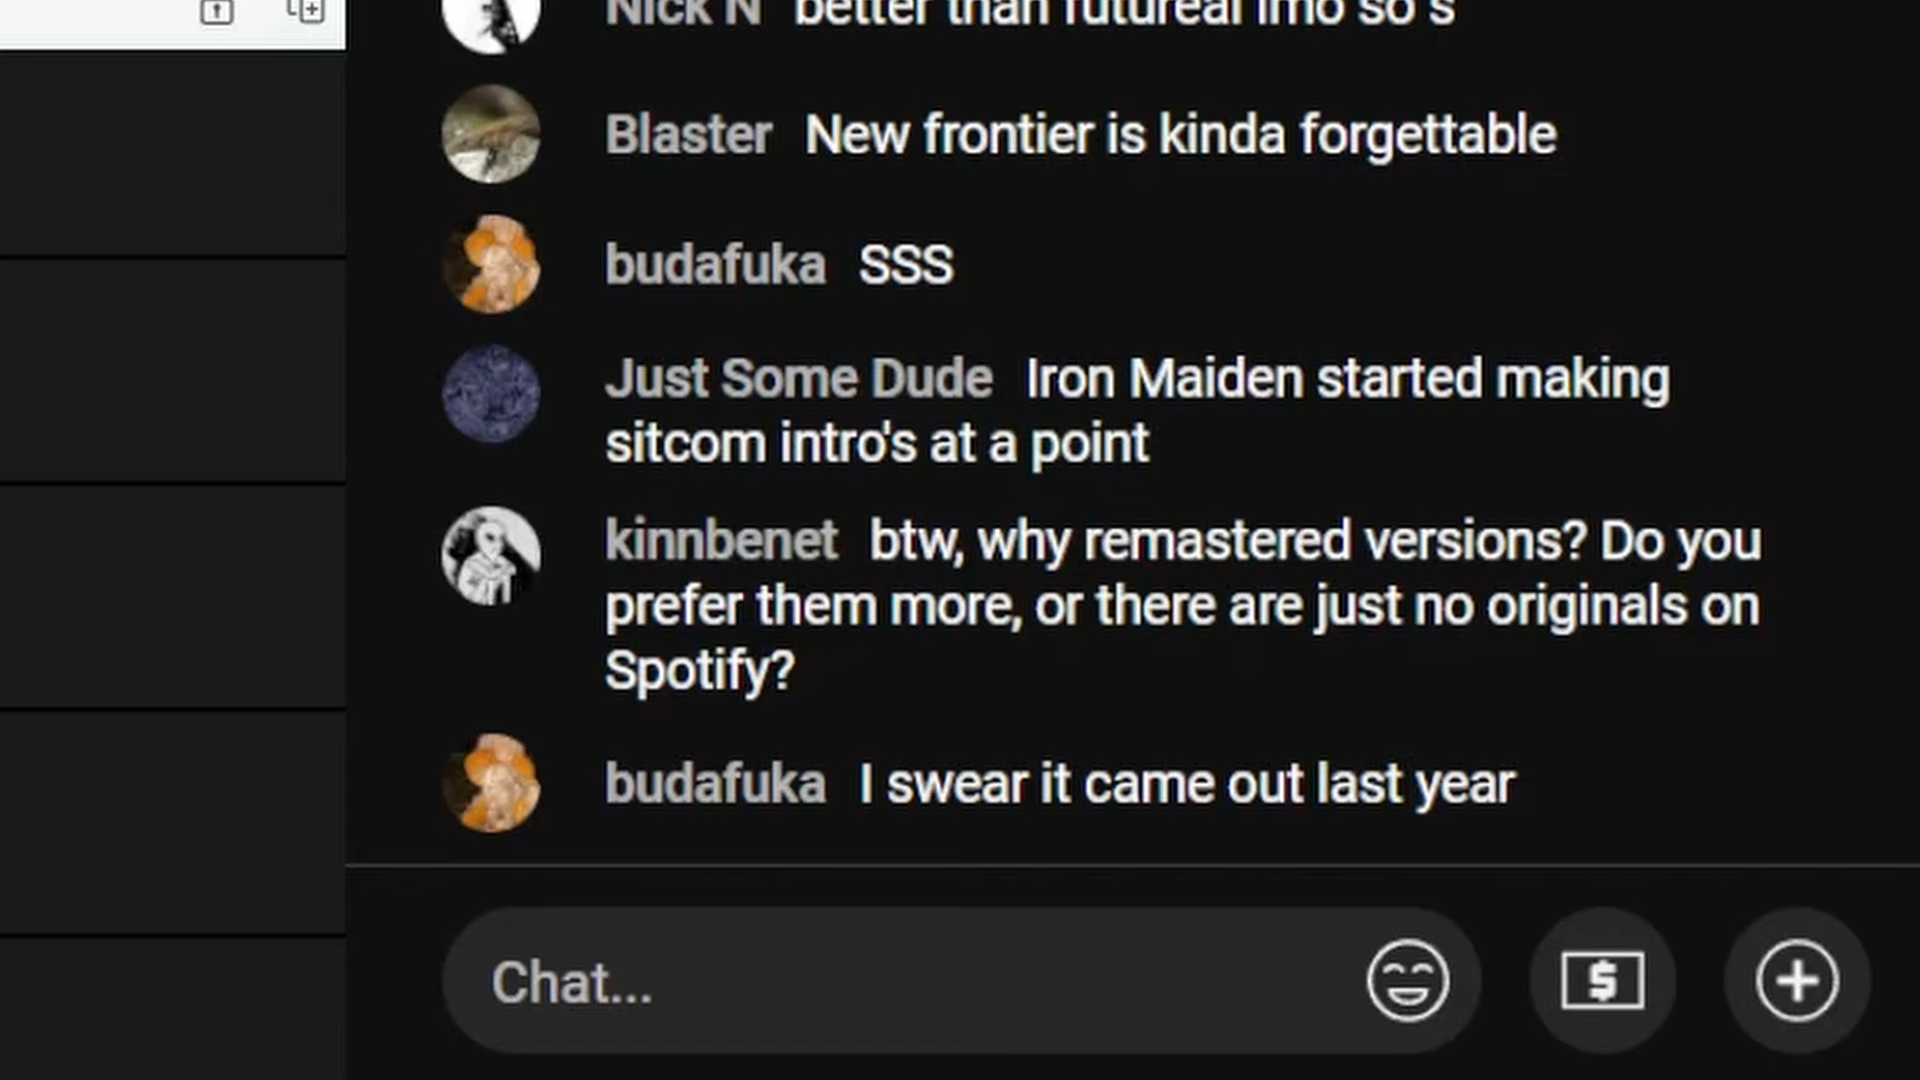 Nick N better than futureal imo so s
Blaster New frontier is kinda forgettable
budafuka SSS
Just Some Dude Iron Maiden started making
sitcom intro's at a point
kinnbenet btw, why remastered versions? Do you
prefer them more, or there are just no originals on
Spotify?
budafuka I swear it came out last year
Chat...
$